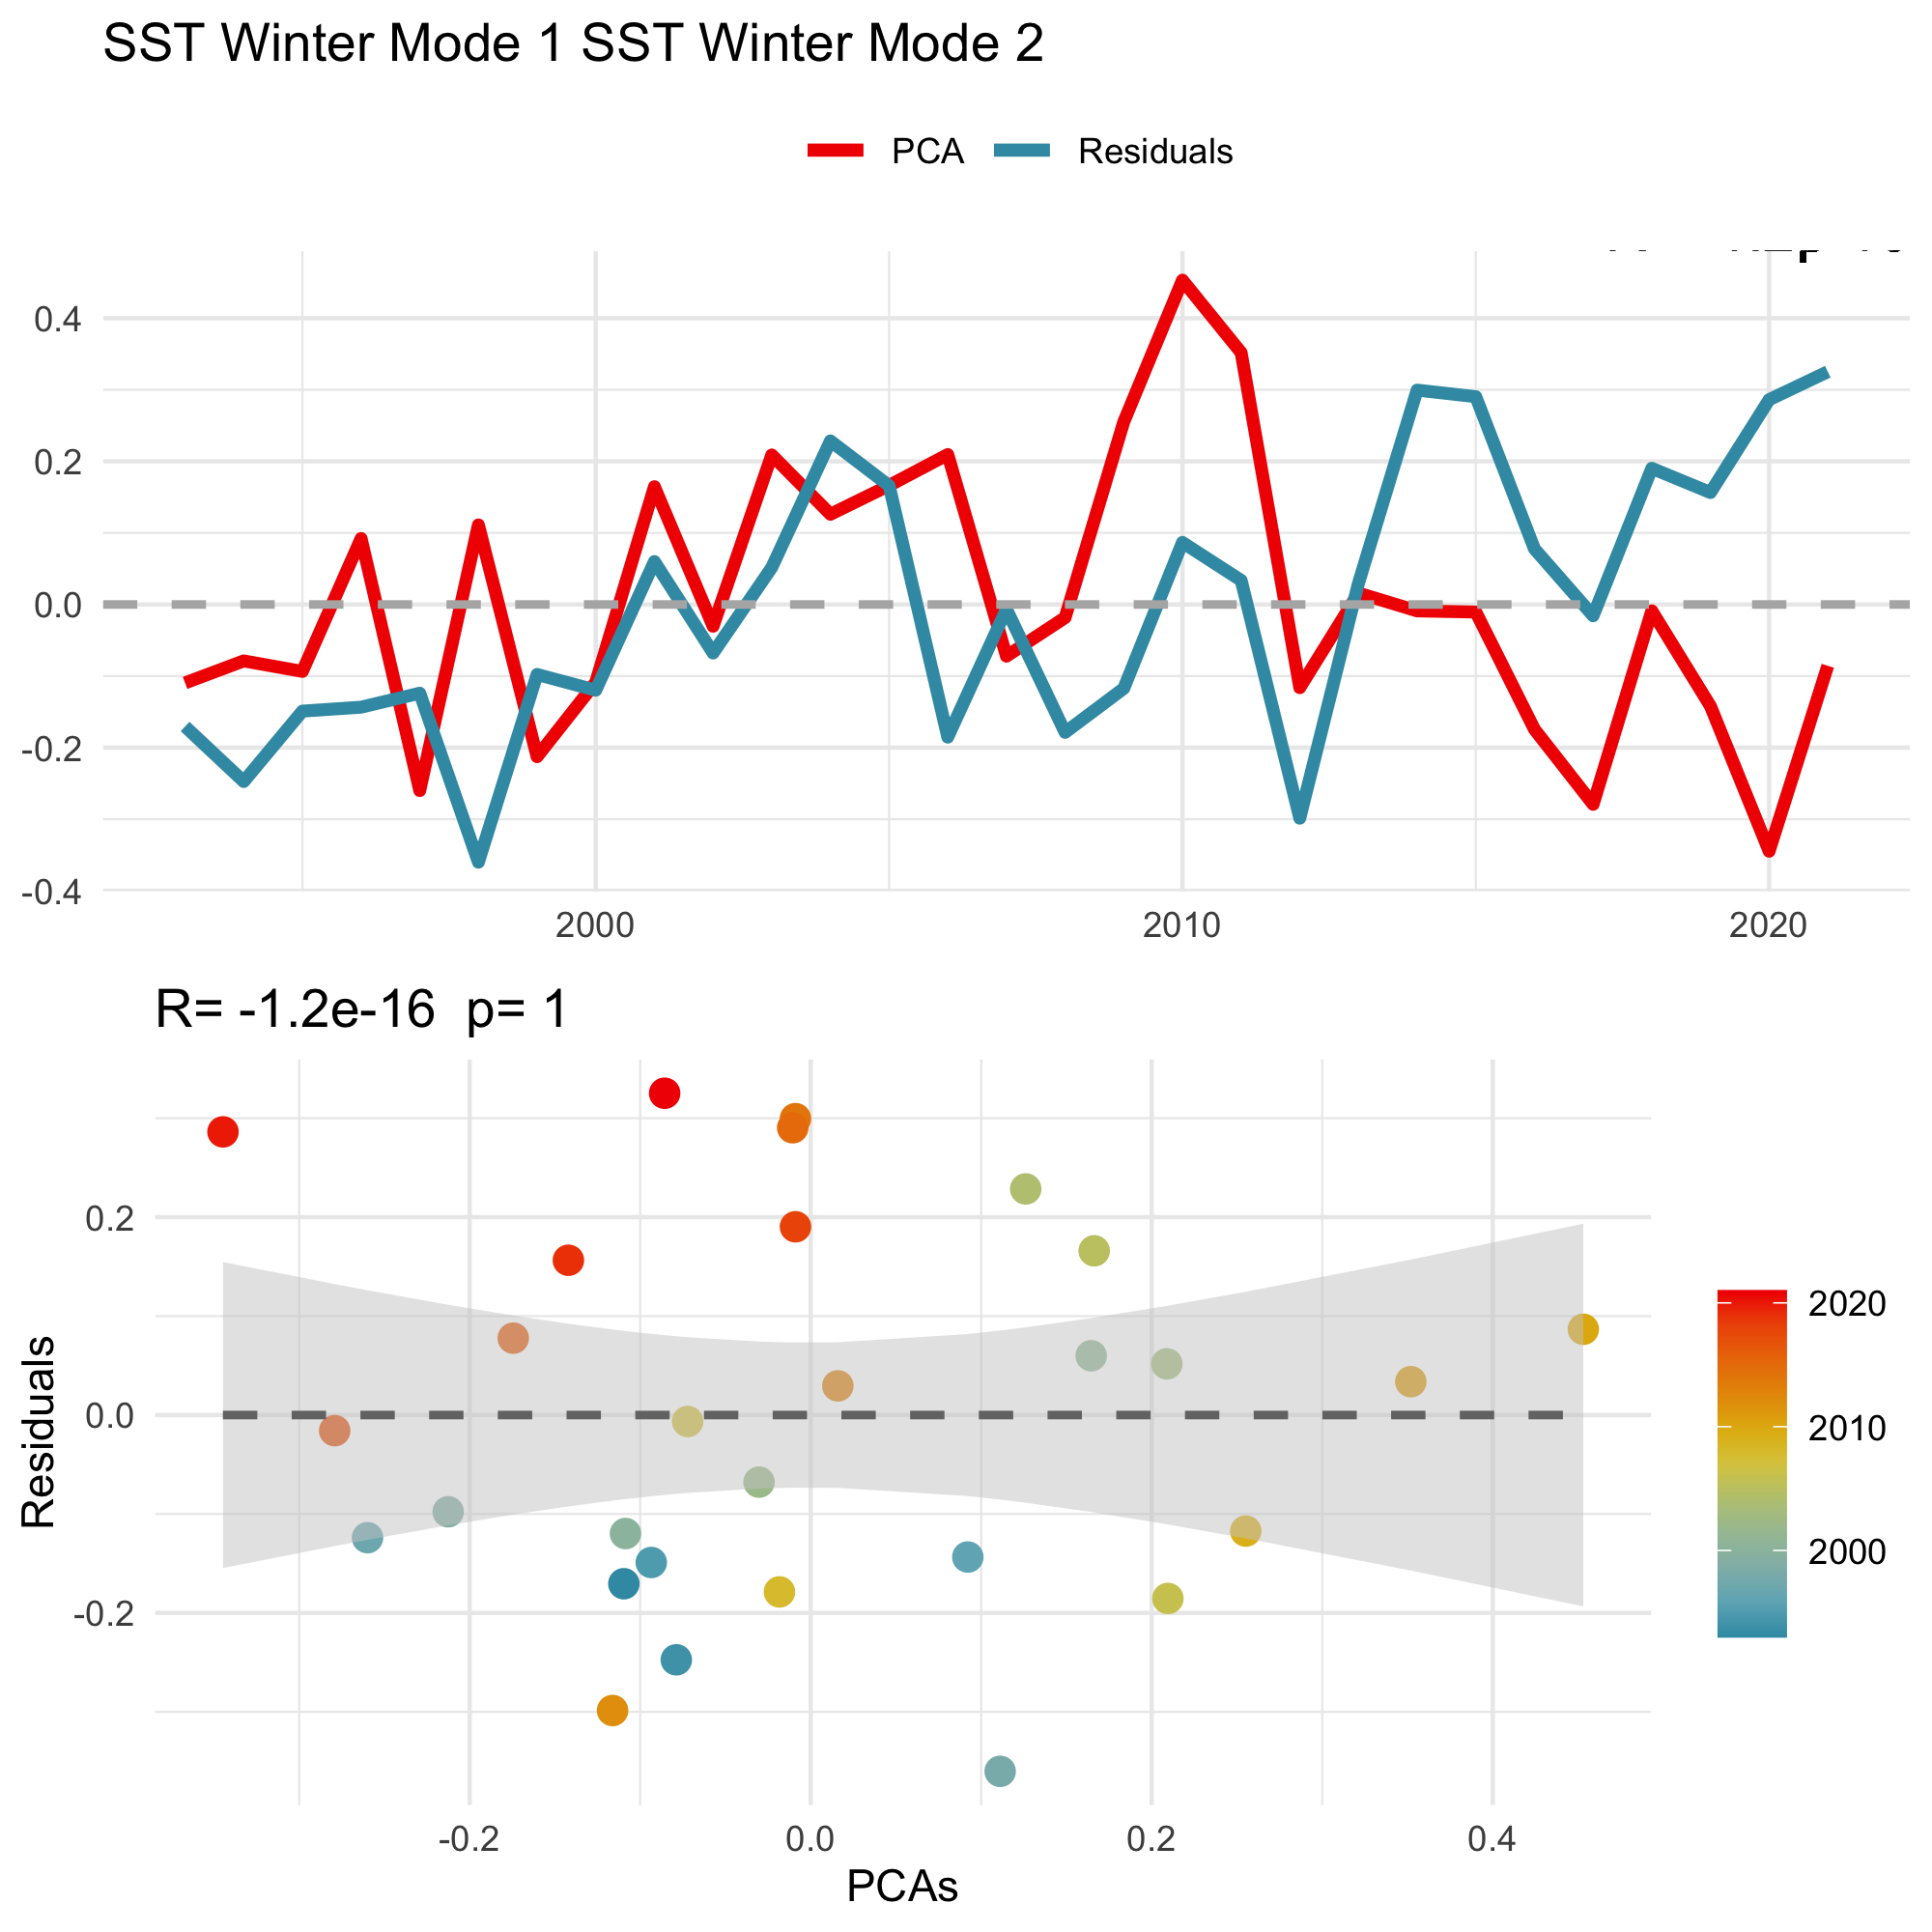 SST Winter Mode 1 SST Winter Mode 2
PCA Residuals
0.4
0.2
0.0
-0.2
-0.4
2000 2010 2020
R= -1.2e-16 p= 1
Residuals
0.2
0.0
-0.2
-0.2 0.0 0.2 0.4
PCAs
2020
2010
2000